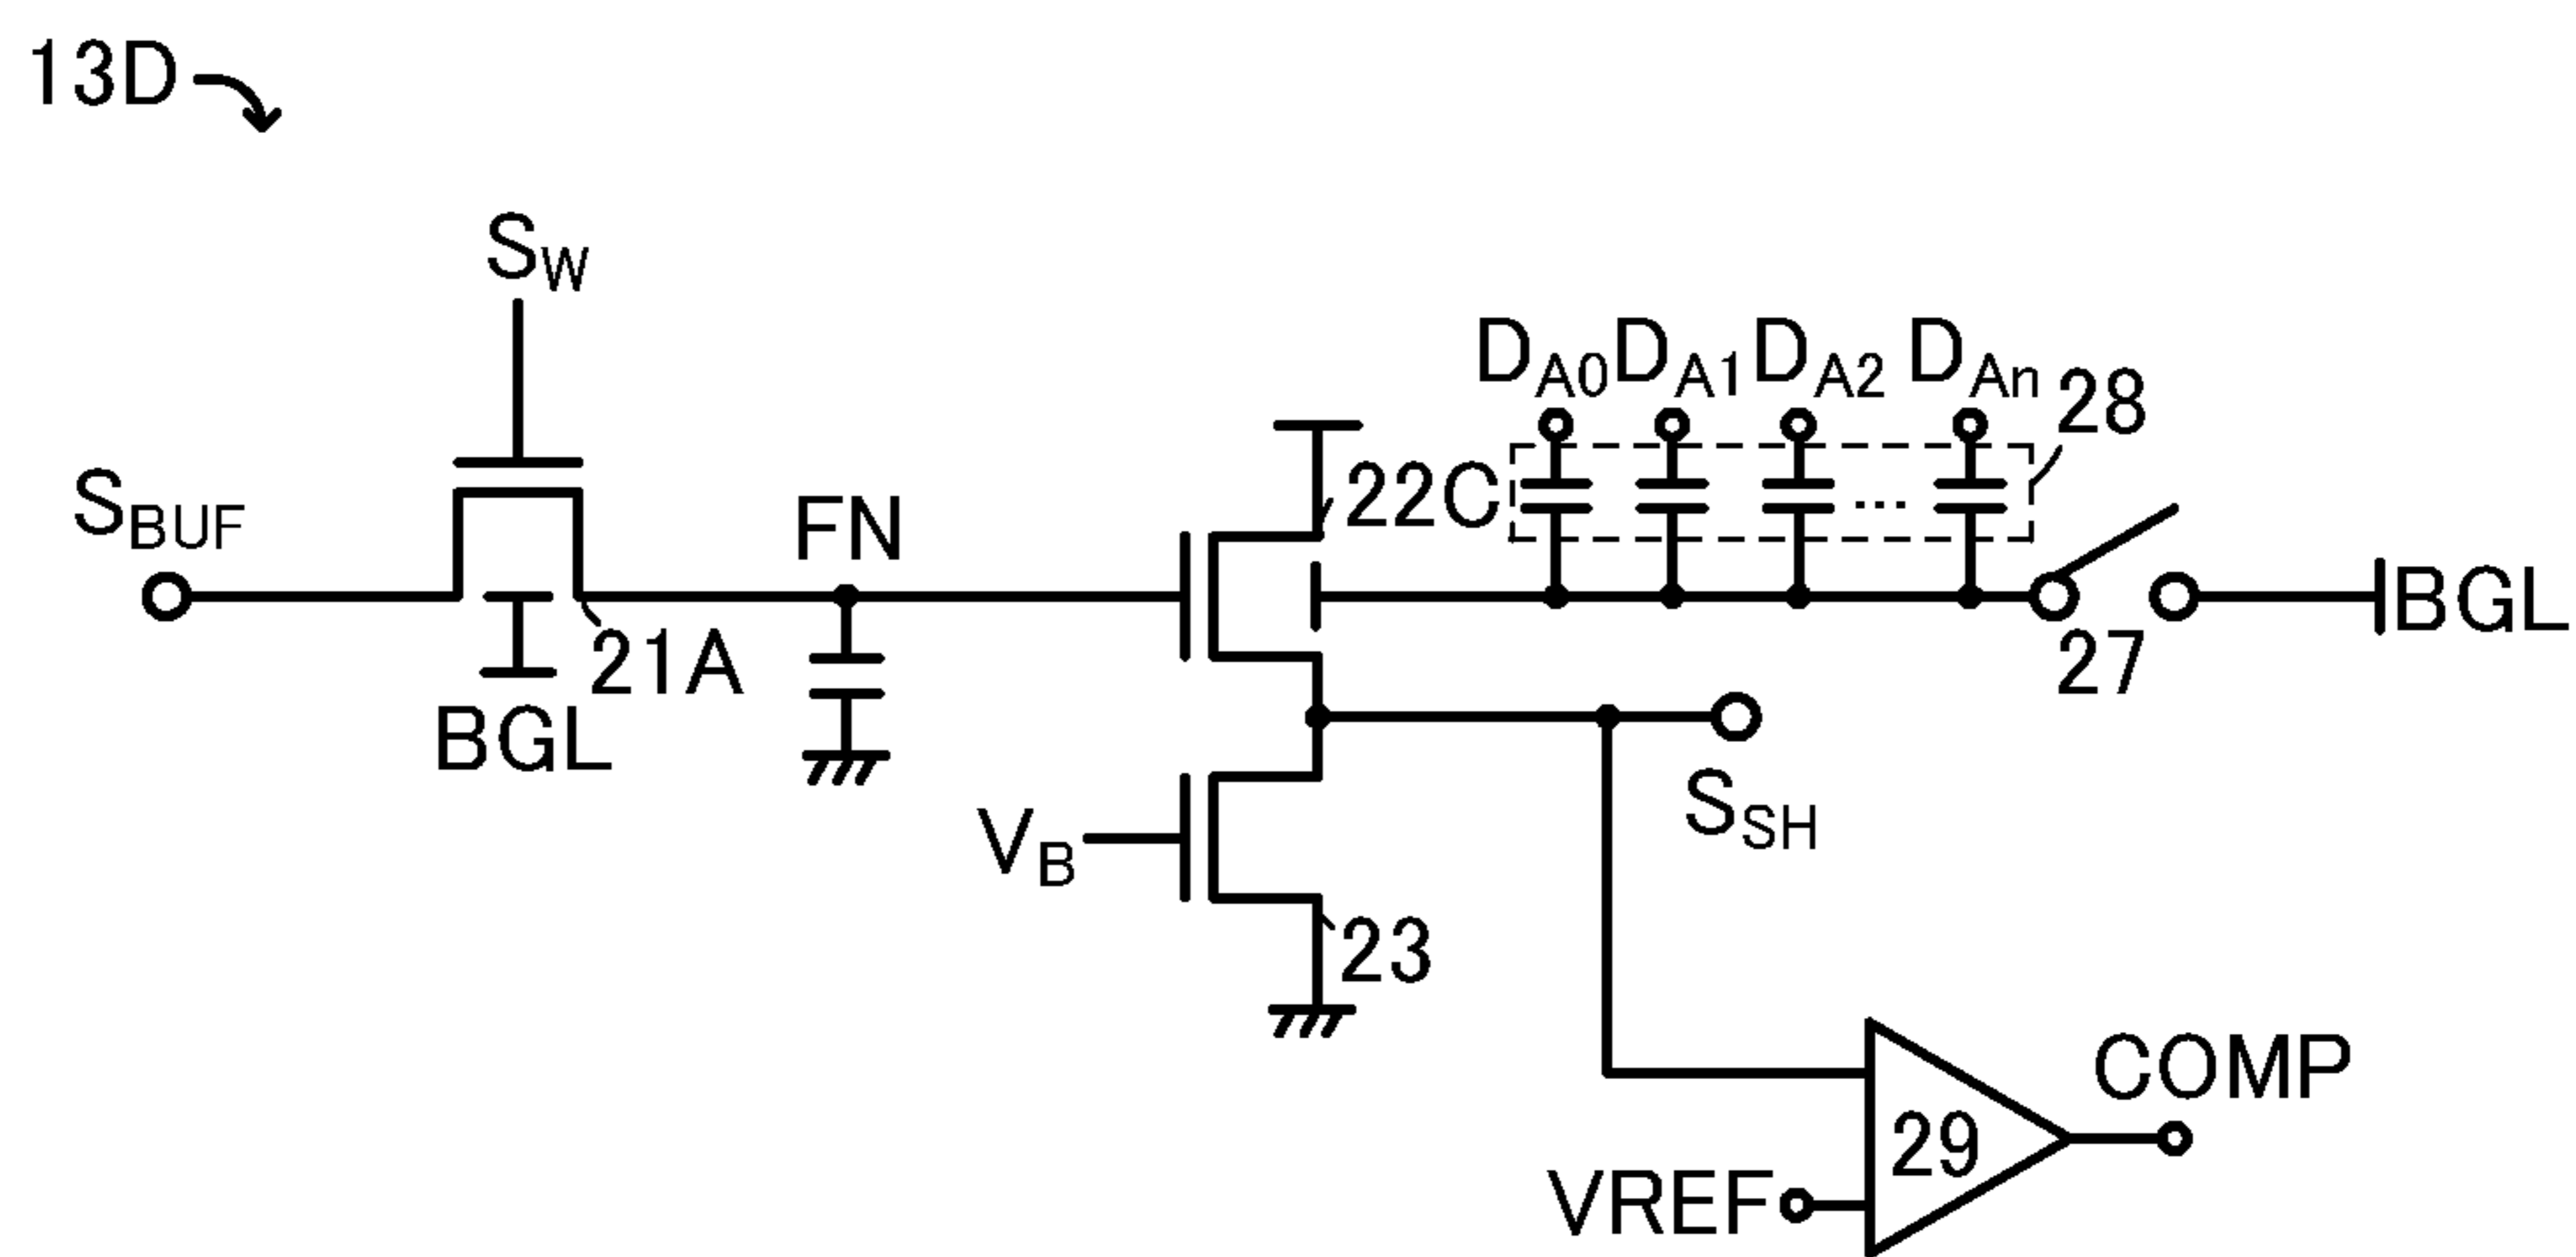 13D
SW
DA0 DA1 DA2 DAn 28
SBUF
FN
22C
...
21A
BGL
27
BGL
SSH
VB
23
COMP
29
VREF